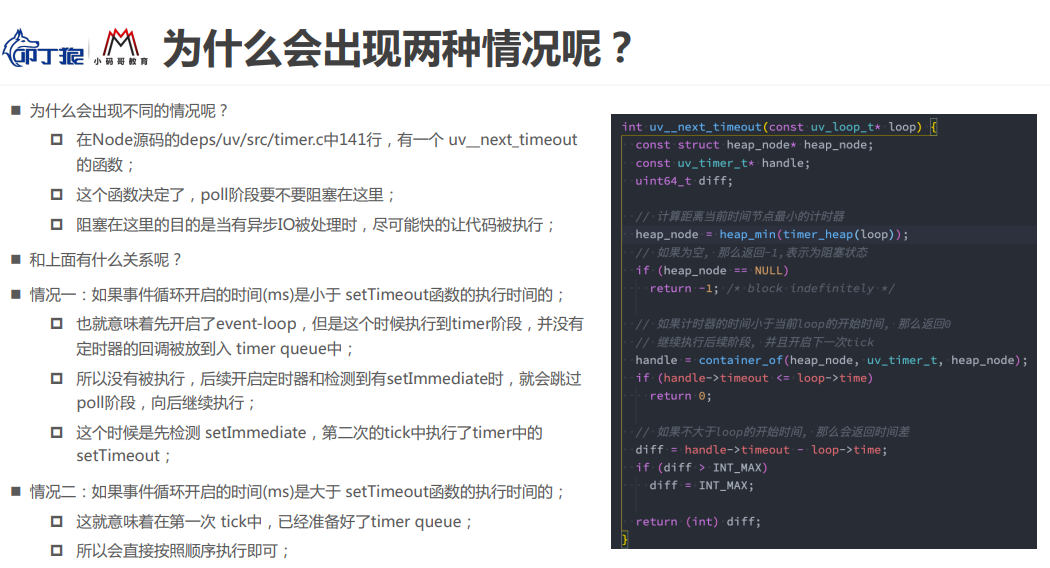 叩丁狼
小码哥教育
为什么会出现两种情况呢？
■ 为什么会出现不同的情况呢？
在Node源码的deps/uv/src/timer.c中141行，有一个 uv__next_timeout
的函数；
这个函数决定了，poll阶段要不要阻塞在这里；
阻塞在这里的目的是当有异步IO被处理时，尽可能快的让代码被执行；
■ 和上面有什么关系呢？
■ 情况一：如果事件循环开启的时间(ms)是小于 setTimeout函数的执行时间的；
也就意味着先开启了event-loop，但是这个时候执行到timer阶段，并没有
定时器的回调被放到入 timer queue中；
所以没有被执行，后续开启定时器和检测到有setImmediate时，就会跳过
poll阶段，向后继续执行；
这个时候是先检测 setImmediate，第二次的tick中执行了timer中的
setTimeout；
■ 情况二：如果事件循环开启的时间(ms)是大于 setTimeout函数的执行时间的；
这就意味着在第一次 tick中，已经准备好了timer queue；
所以会直接按照顺序执行即可；
int uv__next_timeout(const uv_loop_t* loop) {
const struct heap_node* heap_node;
const uv_timer_t* handle;
uint64_t diff;
// 计算距离当前时间节点最小的计时器
heap_node = heap_min(timer_heap(loop));
// 如果为空, 那么返回-1,表示为阻塞状态
if (heap_node == NULL)
return -1; /* block indefinitely */
// 如果计时器的时间小于当前loop的开始时间, 那么返回0
// 继续执行后续阶段, 并且开启下一次tick
handle = container_of(heap_node, uv_timer_t, heap_node);
if (handle->timeout <= loop->time)
return 0;
// 如果不大于loop的开始时间, 那么会返回时间差
diff = handle->timeout - loop->time;
if (diff > INT_MAX)
diff = INT_MAX;
return (int) diff;
}